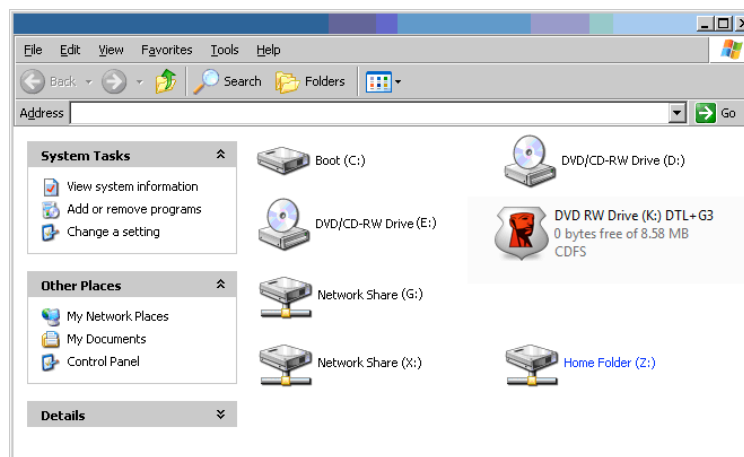 File Edit View Favorites Tools Help
Back Search Folders
Address Go
System Tasks
View system information
Add or remove programs
Change a setting
Other Places
My Network Places
My Documents
Control Panel
Details
Boot (C:)
DVD/CD-RW Drive (D:)
DVD/CD-RW Drive (E:)
DVD RW Drive (K:) DTL+G3
0 bytes free of 8.58 MB
CDFS
Network Share (G:)
Network Share (X:)
Home Folder (Z:)